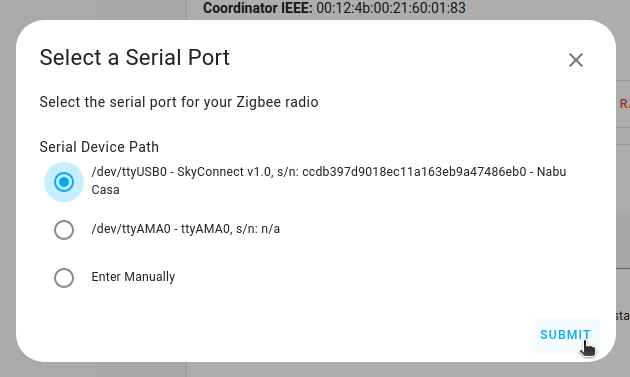 Coordinator IEEE: 00:12:4b:00:21:60:01:83
Select a Serial Port
Select the serial port for your Zigbee radio
Serial Device Path
/dev/ttyUSB0 - SkyConnect v1.0, s/n: ccdb397d9018ec11a163eb9a47486eb0 - Nabu
Casa
/dev/ttyAMA0 - ttyAMA0, s/n: n/a
Enter Manually
SUBMIT